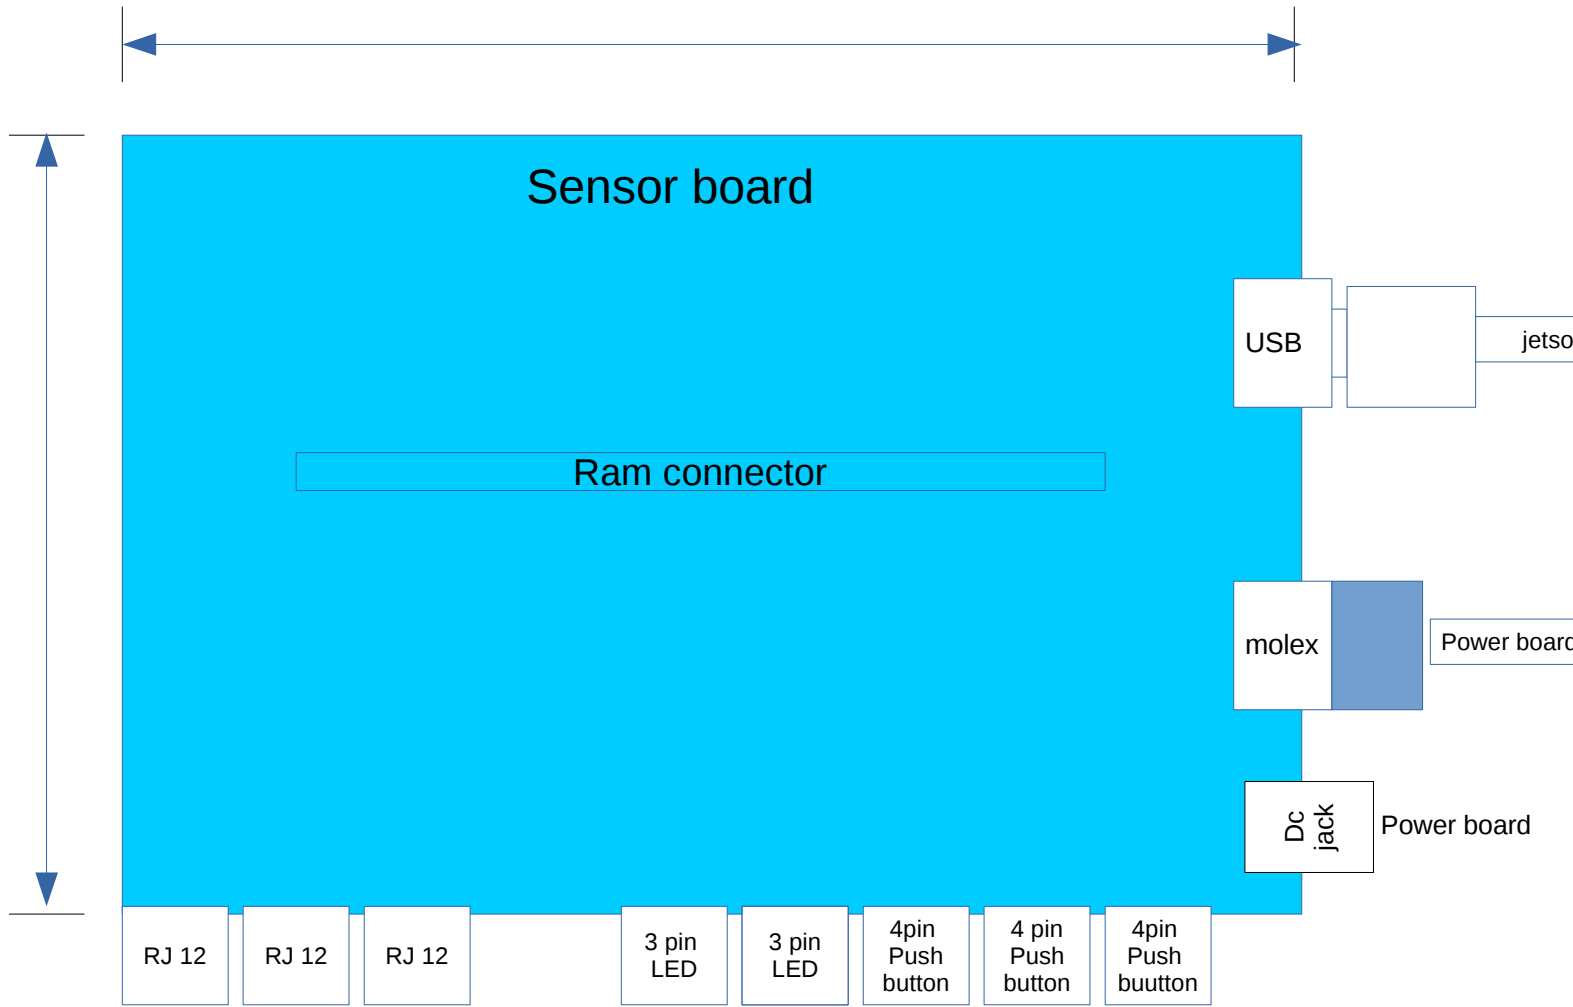 Sensor board
USB
jetso
Ram connector
molex
Power board
Dc
jack
Power board
RJ 12
RJ 12
RJ 12
3 pin
LED
3 pin
LED
4pin
Push
button
4 pin
Push
button
4pin
Push
buutton